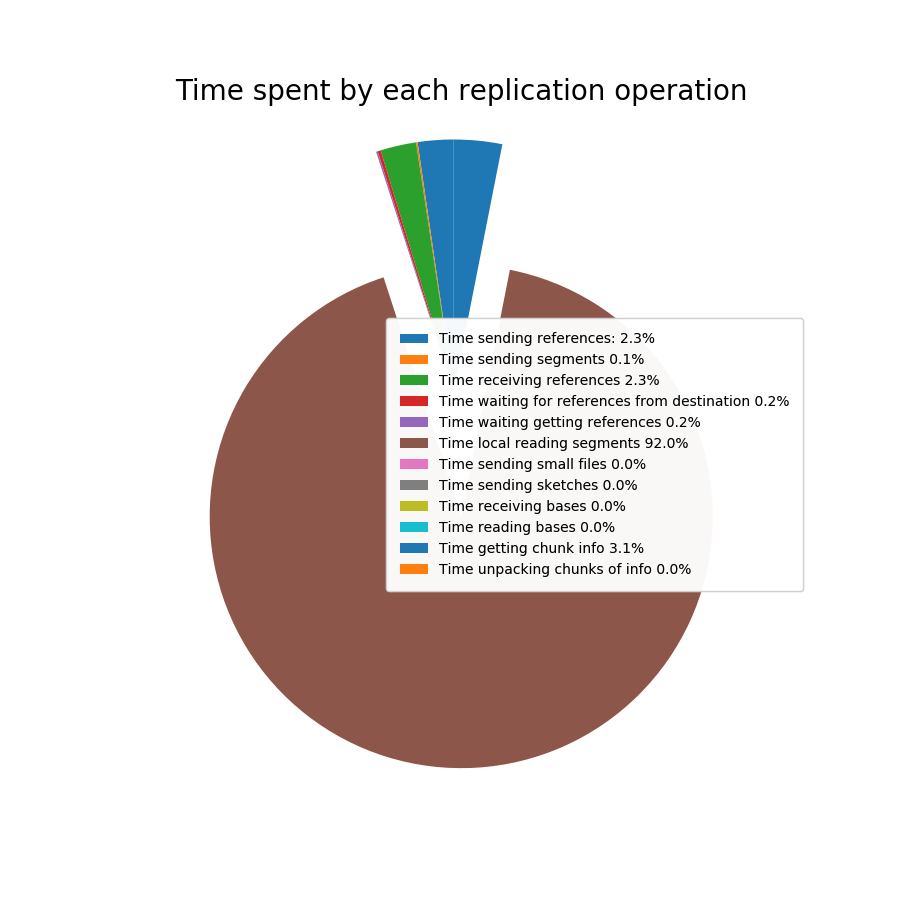 Time spent by each replication operation
Time sending references: 2.3%
Time sending segments 0.1%
Time receiving references 2.3%
Time waiting for references from destination 0.2%
Time waiting getting references 0.2%
Time local reading segments 92.0%
Time sending small files 0.0%
Time sending sketches 0.0%
Time receiving bases 0.0%
Time reading bases 0.0%
Time getting chunk info 3.1%
Time unpacking chunks of info 0.0%